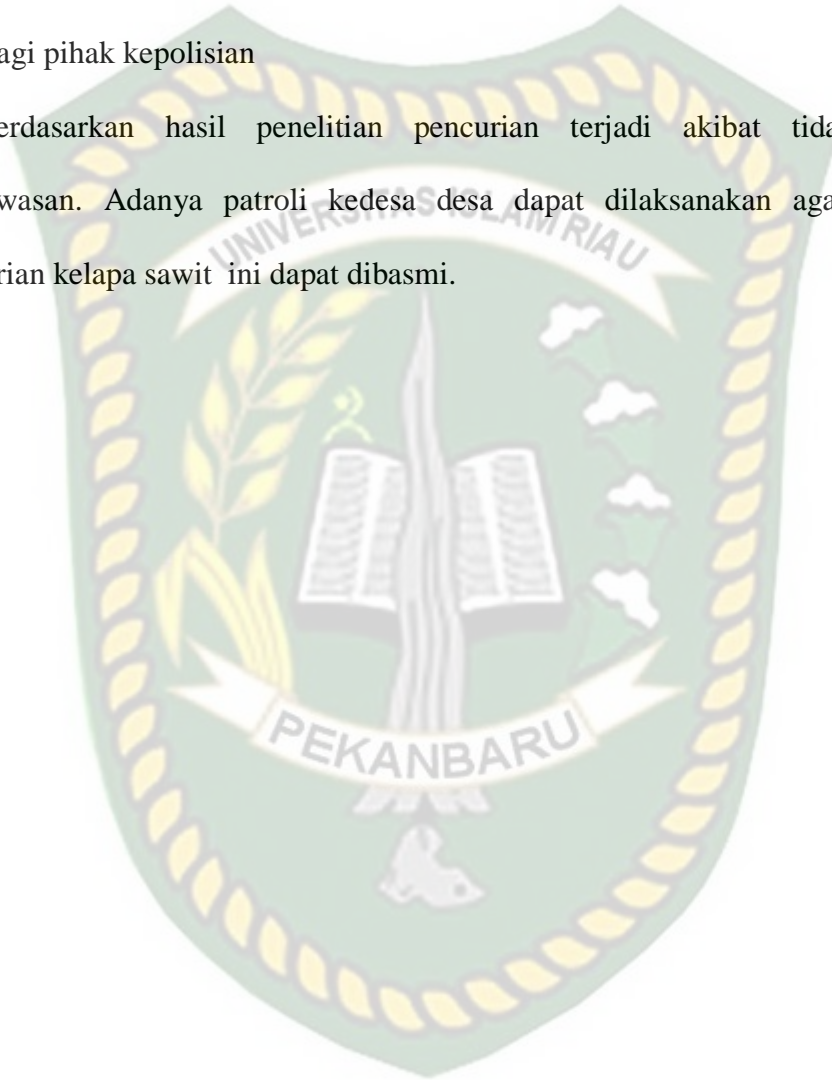 agi pihak kepolisian
erdasarkan hasil penelitian pencurian terjadi akibat tida
wasan. Adanya patroli kedesa desa dapat dilaksanakan aga
UNIVERSITAS ISLAM RIAU
rian kelapa sawit ini dapat dibasmi.
PEKANBARU